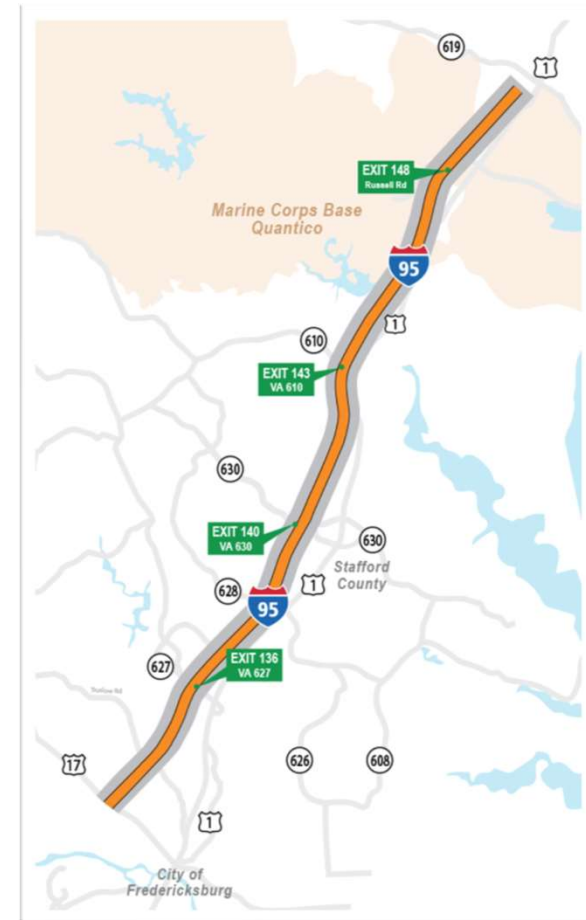 619
1
EXIT 148
Russell Rd
Marine Corps Base
Quantico
95
1
610
EXIT 143
VA 610
630
EXIT 140
VA 630
630
Stafford
County
628
1
95
627
EXIT 136
VA 627
17
626
608
1
City of
Fredericksburg